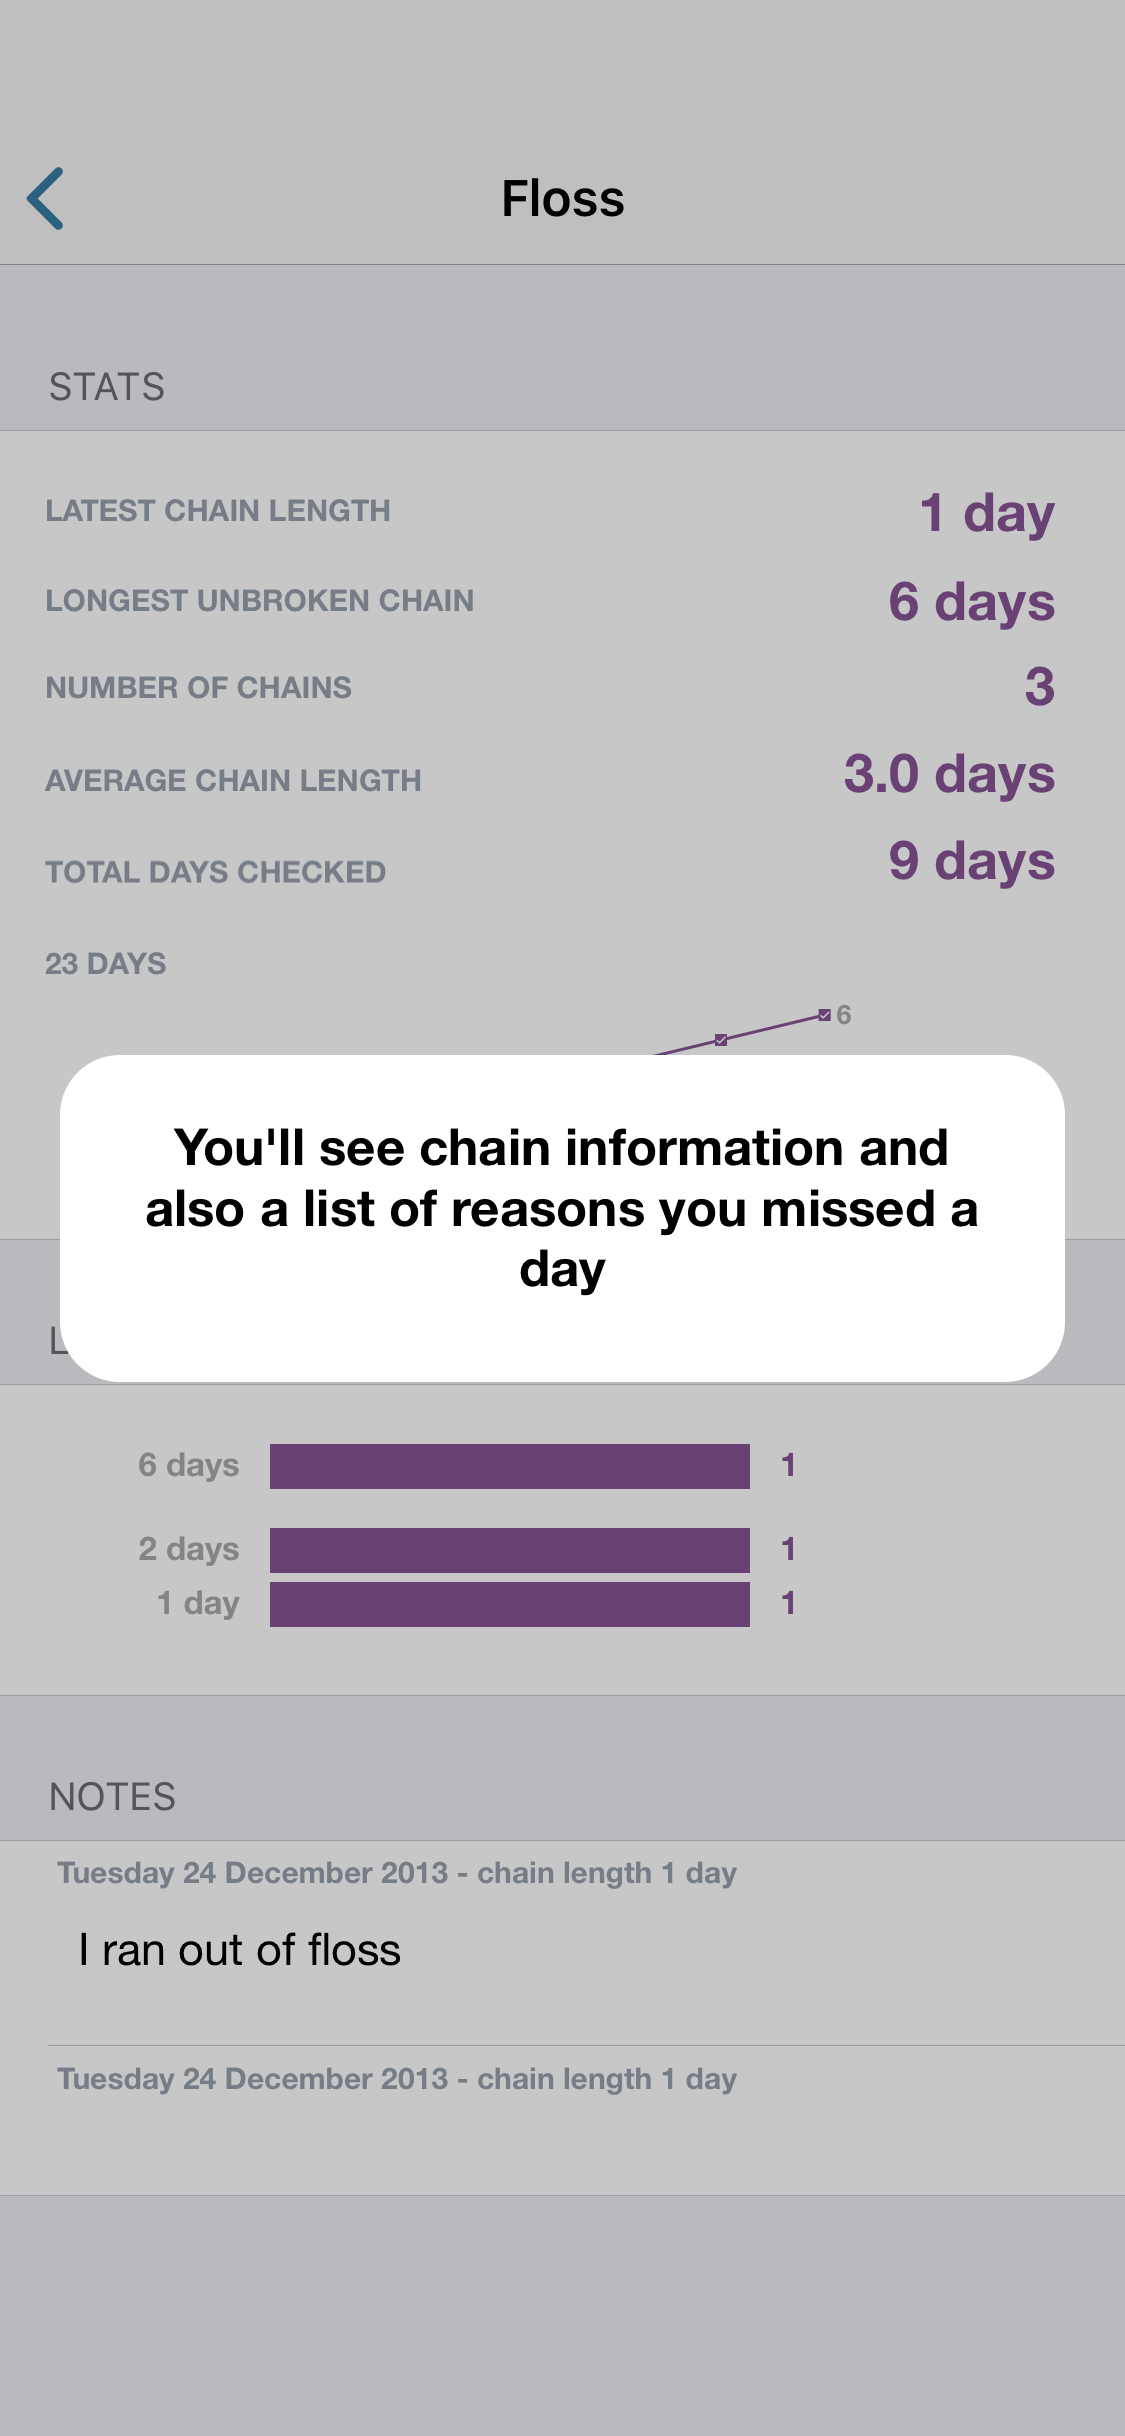 Floss
STATS
LATEST CHAIN LENGTH 1 day
LONGEST UNBROKEN CHAIN 6 days
NUMBER OF CHAINS 3
AVERAGE CHAIN LENGTH 3.0 days
TOTAL DAYS CHECKED 9 days
23 DAYS
6
You'll see chain information and
also a list of reasons you missed a
day
6 days 1
2 days 1
1 day 1
NOTES
Tuesday 24 December 2013 - chain length 1 day
I ran out of floss
Tuesday 24 December 2013 - chain length 1 day